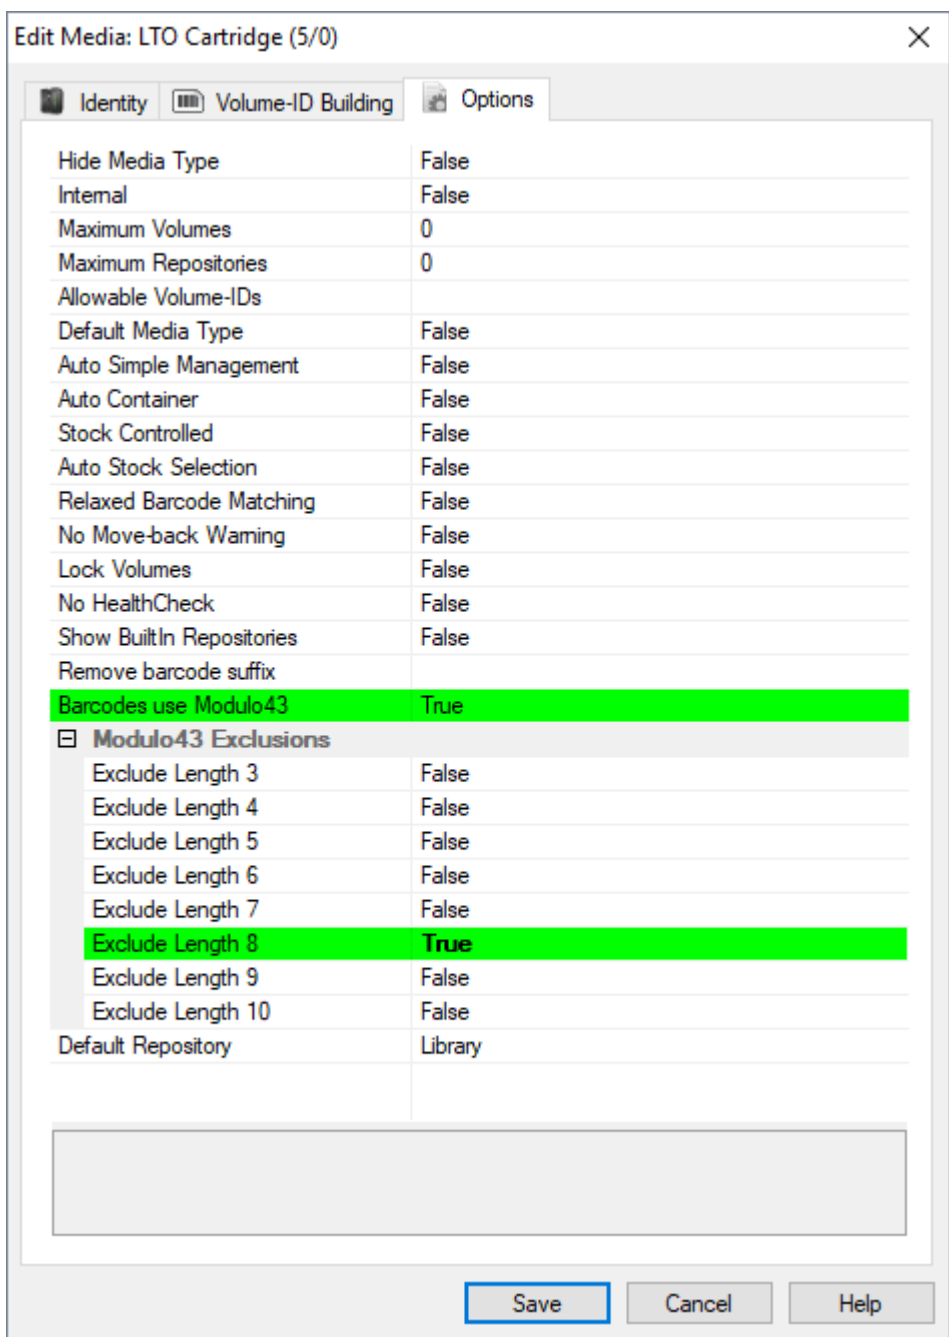 Edit Media: LTO Cartridge (5/0)
Identity Volume-ID Building Options
Hide Media Type False
Internal False
Maximum Volumes 0
Maximum Repositories 0
Allowable Volume-IDs
Default Media Type False
Auto Simple Management False
Auto Container False
Stock Controlled False
Auto Stock Selection False
Relaxed Barcode Matching False
No Move-back Warning False
Lock Volumes False
No HealthCheck False
Show BuiltIn Repositories False
Remove barcode suffix
Barcodes use Modulo43 True
Modulo43 Exclusions
Exclude Length 3 False
Exclude Length 4 False
Exclude Length 5 False
Exclude Length 6 False
Exclude Length 7 False
Exclude Length 8 True
Exclude Length 9 False
Exclude Length 10 False
Default Repository Library
Save Cancel Help